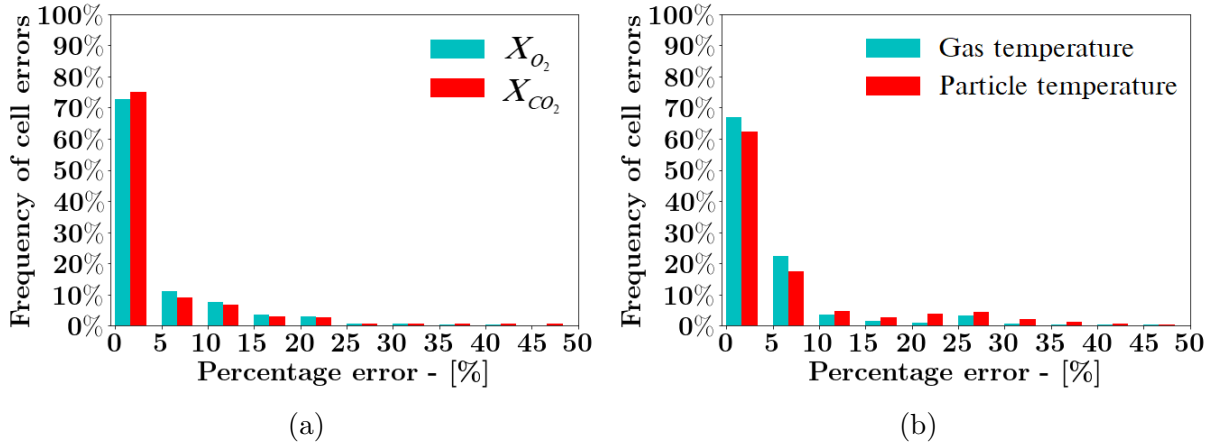 100%
90%
80%
70%
60%
50%
40%
30%
20%
10%
0%
Frequency of cell errors
X_{O_2}
X_{CO_2}
0 5 10 15 20 25 30 35 40 45 50
Percentage error - [%]
(a)
100%
90%
80%
70%
60%
50%
40%
30%
20%
10%
0%
Frequency of cell errors
Gas temperature
Particle temperature
0 5 10 15 20 25 30 35 40 45 50
Percentage error - [%]
(b)